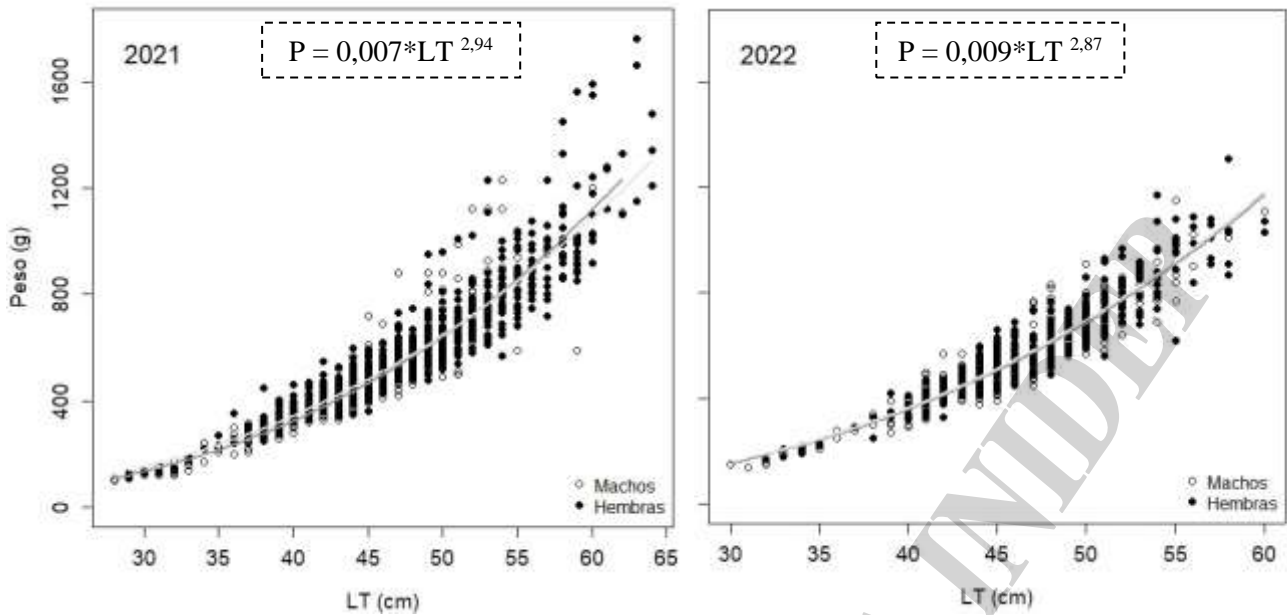 2021
P = 0,007*LT 2,94
Peso (g)
1600
1200
800
400
0
Machos
Hembras
30 35 40 45 50 55 60 65
LT (cm)
2022
P = 0,009*LT 2,87
Machos
Hembras
30 40 45 50 55 60
LT (cm)
INIDEP